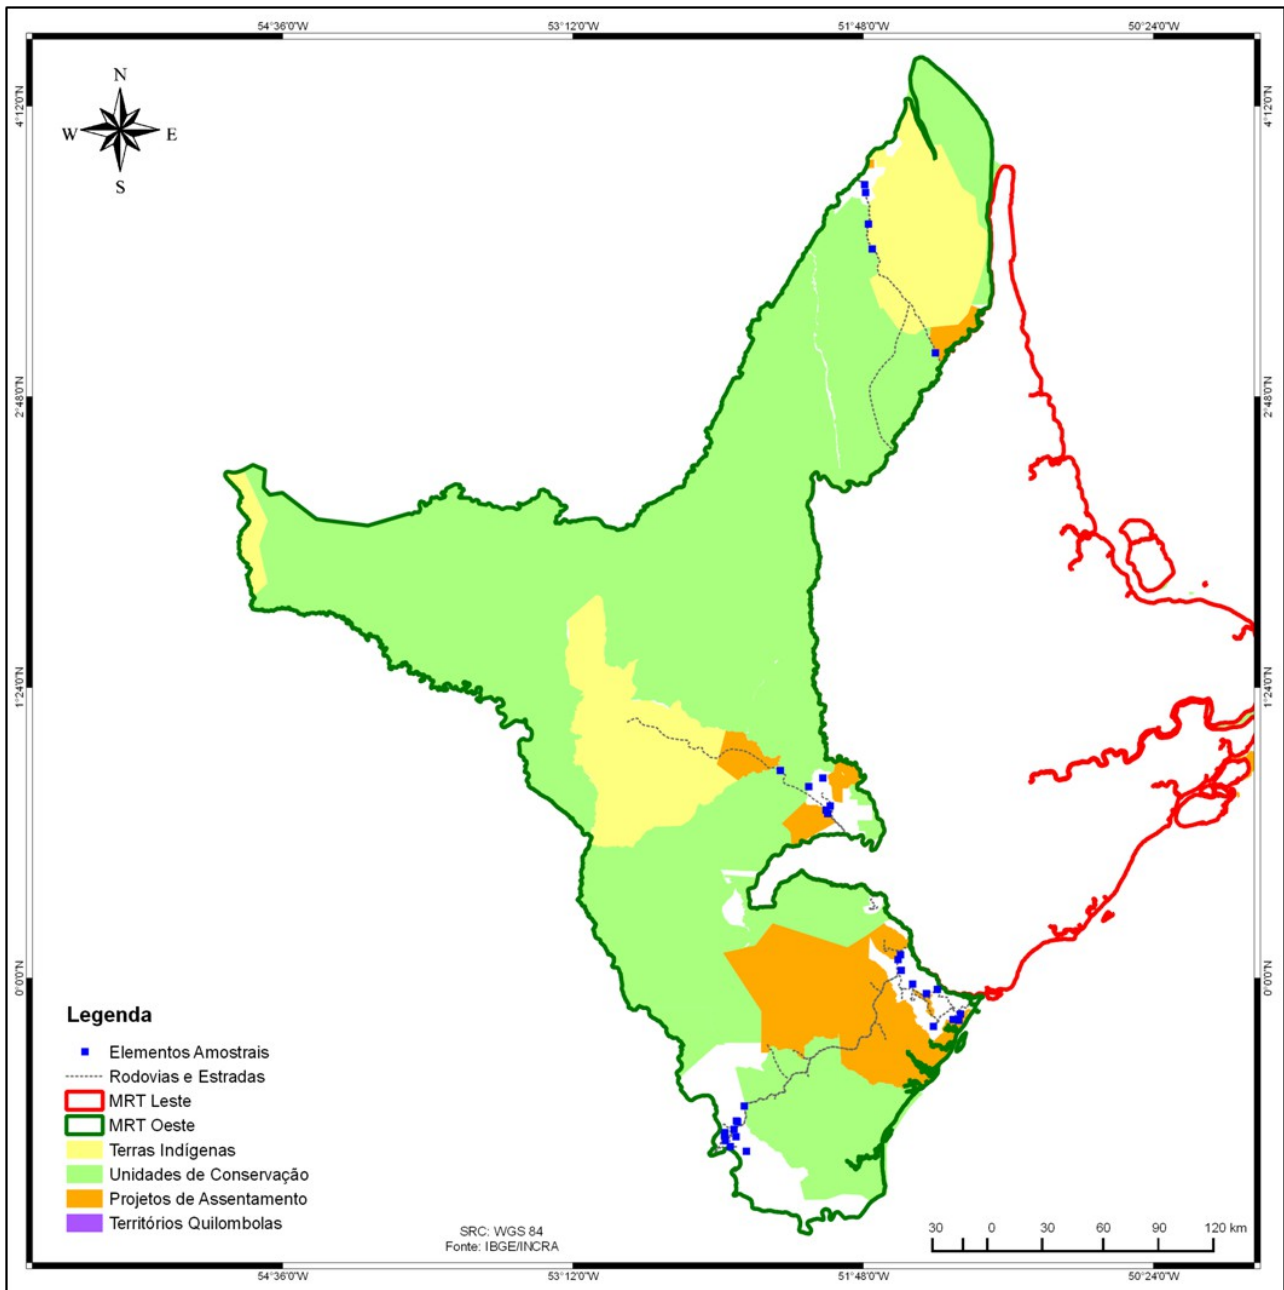 54°36'0"W
53°12'0"W
51°48'0"W
50°24'0"W
4°12'0"N
4°12'0"N
N
W
E
S
2°48'0"N
2°48'0"N
1°24'0"N
1°24'0"N
0°0'0"N
0°0'0"N
Legenda
Elementos Amostrais
Rodovias e Estradas
MRT Leste
MRT Oeste
Terras Indígenas
Unidades de Conservação
Projetos de Assentamento
Territórios Quilombolas
SRC: WGS 84
Fonte: IBGE/INCRA
30 0 30 60 90 120 km
54°36'0"W
53°12'0"W
51°48'0"W
50°24'0"W